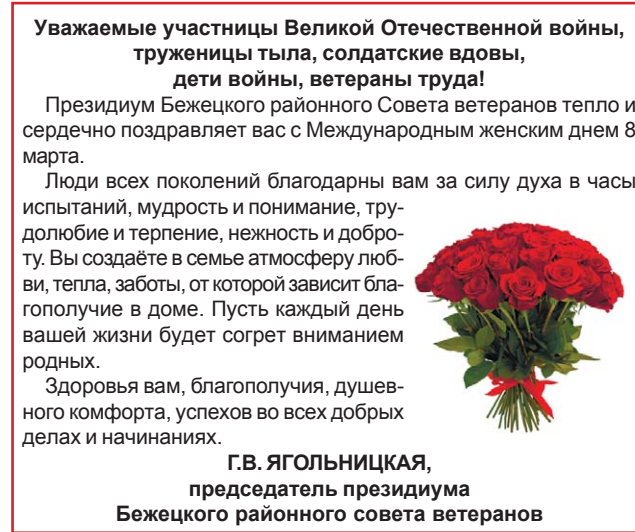 Уважаемые участницы Великой Отечественной войны,
труженицы тыла, солдатские вдовы,
дети войны, ветераны труда!
Президиум Бежецкого районного Совета ветеранов тепло и
сердечно поздравляет вас с Международным женским днем 8
марта.
Люди всех поколений благодарны вам за силу духа в часы
испытаний, мудрость и понимание, тру-
долюбие и терпение, нежность и добро-
ту. Вы создаёте в семье атмосферу люб-
ви, тепла, заботы, от которой зависит бла-
гополучие в доме. Пусть каждый день
вашей жизни будет согрет вниманием
родных.
Здоровья вам, благополучия, душев-
ного комфорта, успехов во всех добрых
делах и начинаниях.
Г.В. ЯГОЛЬНИЦКАЯ,
председатель президиума
Бежецкого районного совета ветеранов